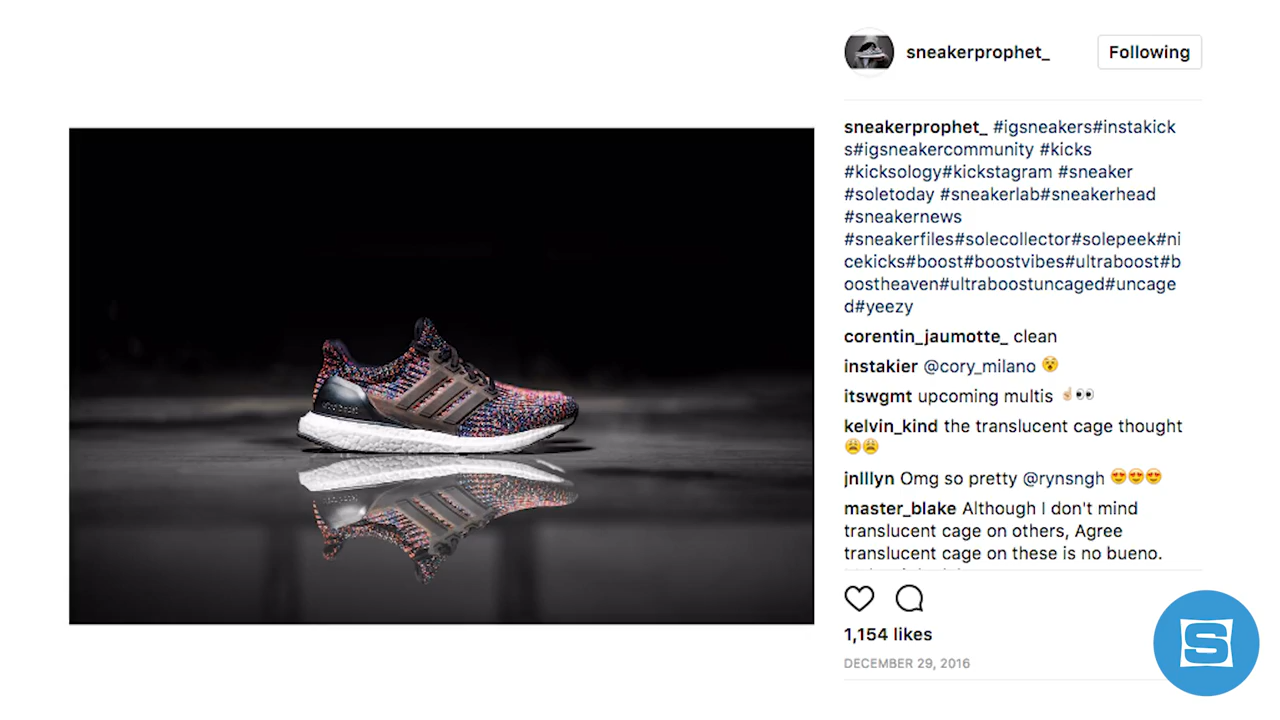 sneakerprophet_
Following
sneakerprophet_ #igsneakers#instakick
s#igsneakercommunity #kicks
#kicksology#kickstagram #sneaker
#soletoday #sneakerlab#sneakerhead
#sneakernews
#sneakerfiles#solecollector#solepeek#ni
cekicks#boost#boostvibes#ultraboost#b
oostheaven#ultraboostuncaged#uncage
d#yeezy
corentin_jaumotte_ clean
instakier @cory_milano 😵
itswgmt upcoming multis ☝🏻👀
kelvin_kind the translucent cage thought
😩😩
jnlllyn Omg so pretty @rynsngh 😍😍😍
master_blake Although I don't mind
translucent cage on others, Agree
translucent cage on these is no bueno.
1,154 likes
DECEMBER 29, 2016
S